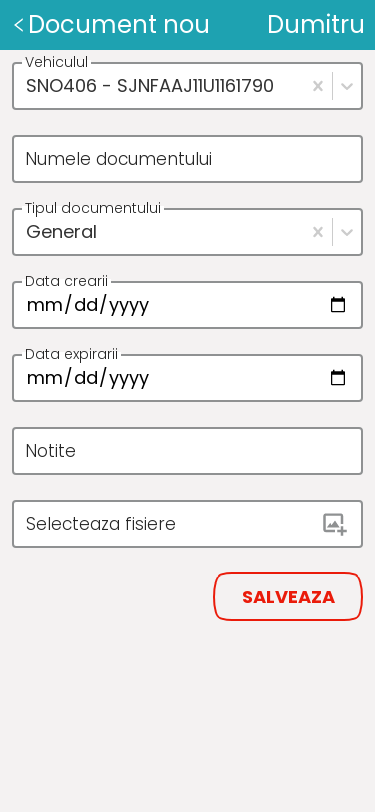 Document nou
Dumitru
Vehiculul
SNO406 - SJNFAAJ11U1161790
Numele documentului
Tipul documentului
General
Data crearii
mm/dd/yyyy
Data expirarii
mm/dd/yyyy
Notite
Selecteaza fisiere
SALVEAZA